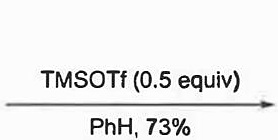 TMSOTf (0.5 equiv)
PhH, 73%